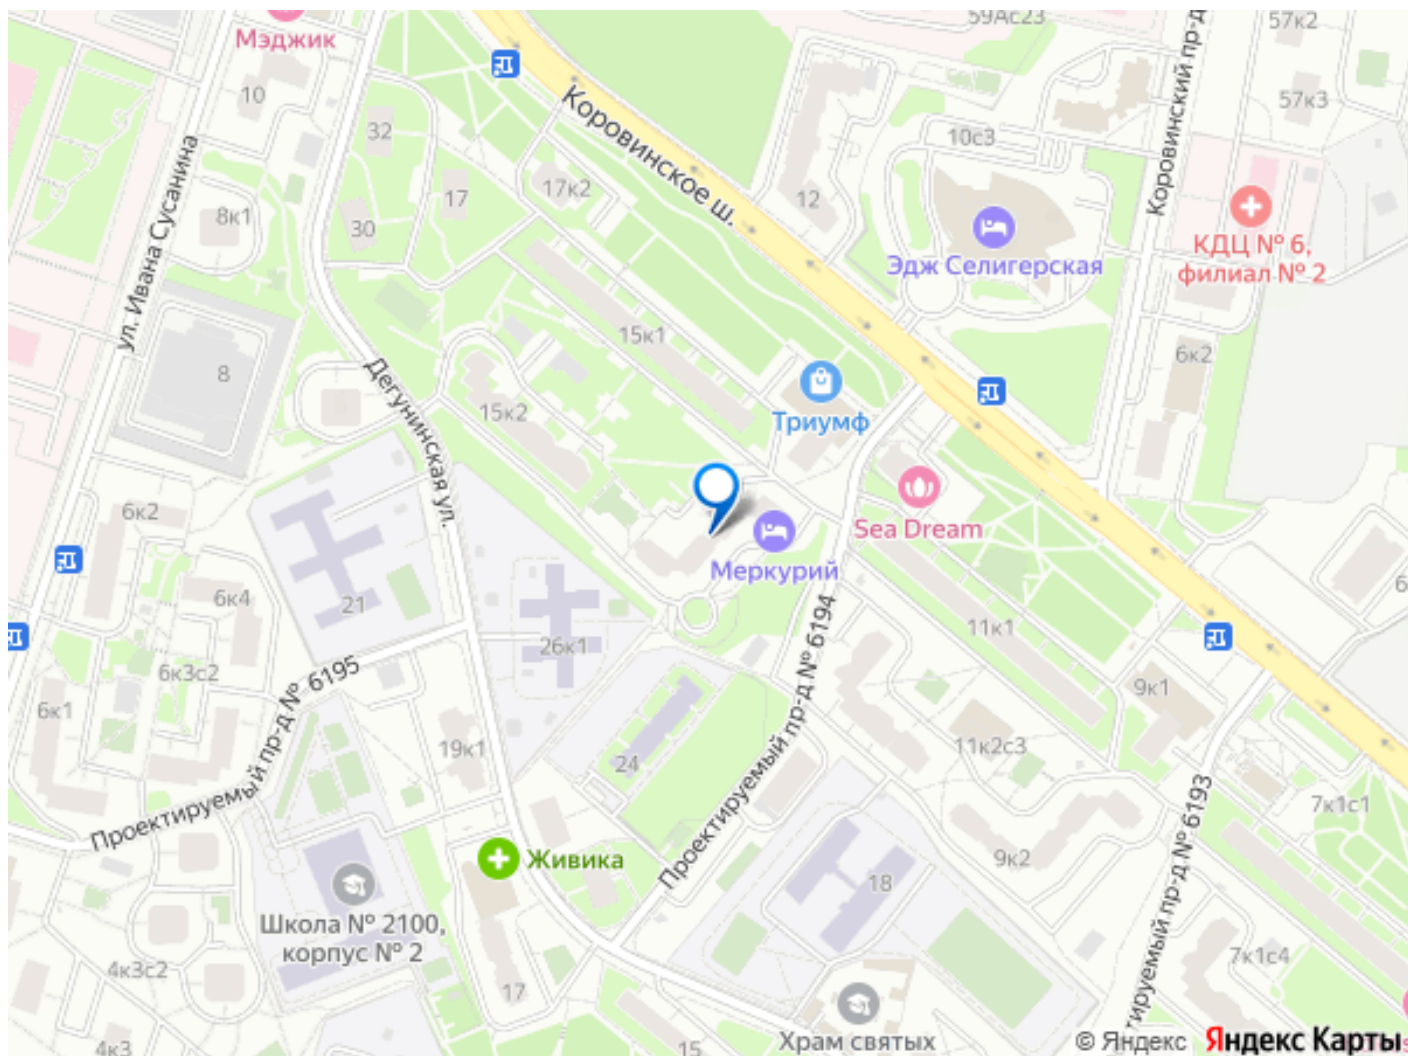 59Ас23
57к2
Мэджик
Коровинский пр-д
10
57к3
Коровинское ш.
32
10с3
ул. Ивана Сусанина
17к2
17
12
8к1
30
КДЦ № 6,
филиал № 2
Эдж Селигерская
15к1
6к2
8
Дегунинская ул.
15к2
Триумф
6к2
Sea Dream
Меркурий
6к4
21
26к1
11к1
Проектируемый пр-д № 6194
6к3с2
Проектируемый пр-д № 6195
9к1
6к1
19к1
11к2с3
24
7к1с1
9к2
Живика
18
Школа № 2100,
корпус № 2
4к3с2
17
7к1с4
тируемый пр-д № 6193
4к3
15
Храм святых
© Яндекс Яндекс Карты